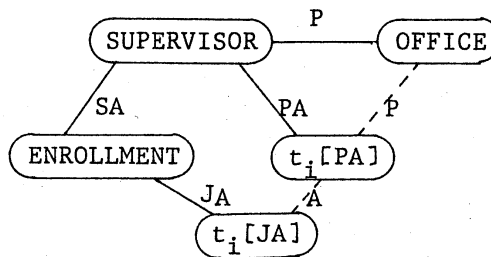 P
SUPERVISOR
OFFICE
SA
PA
P
ENROLLMENT
t_i[PA]
JA
A
t_i[JA]